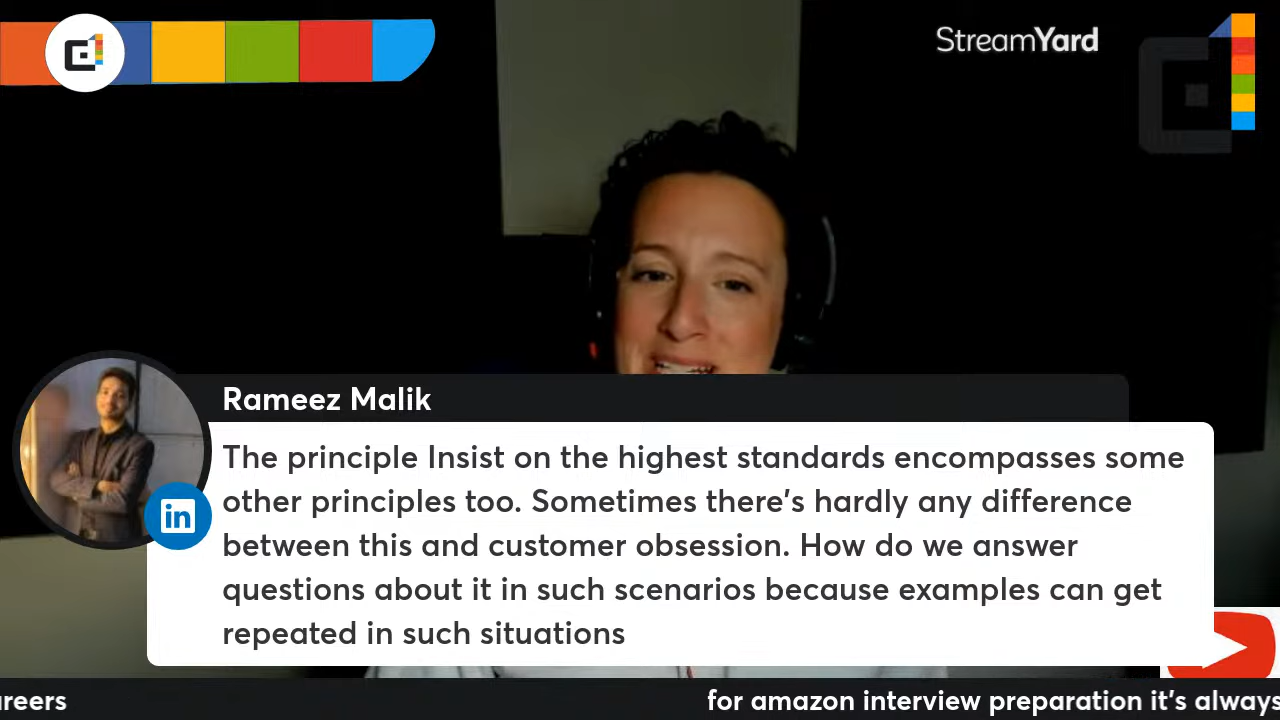 StreamYard
Rameez Malik
in
The principle Insist on the highest standards encompasses some
other principles too. Sometimes there's hardly any difference
between this and customer obsession. How do we answer
questions about it in such scenarios because examples can get
repeated in such situations
areers
for amazon interview preparation it's always